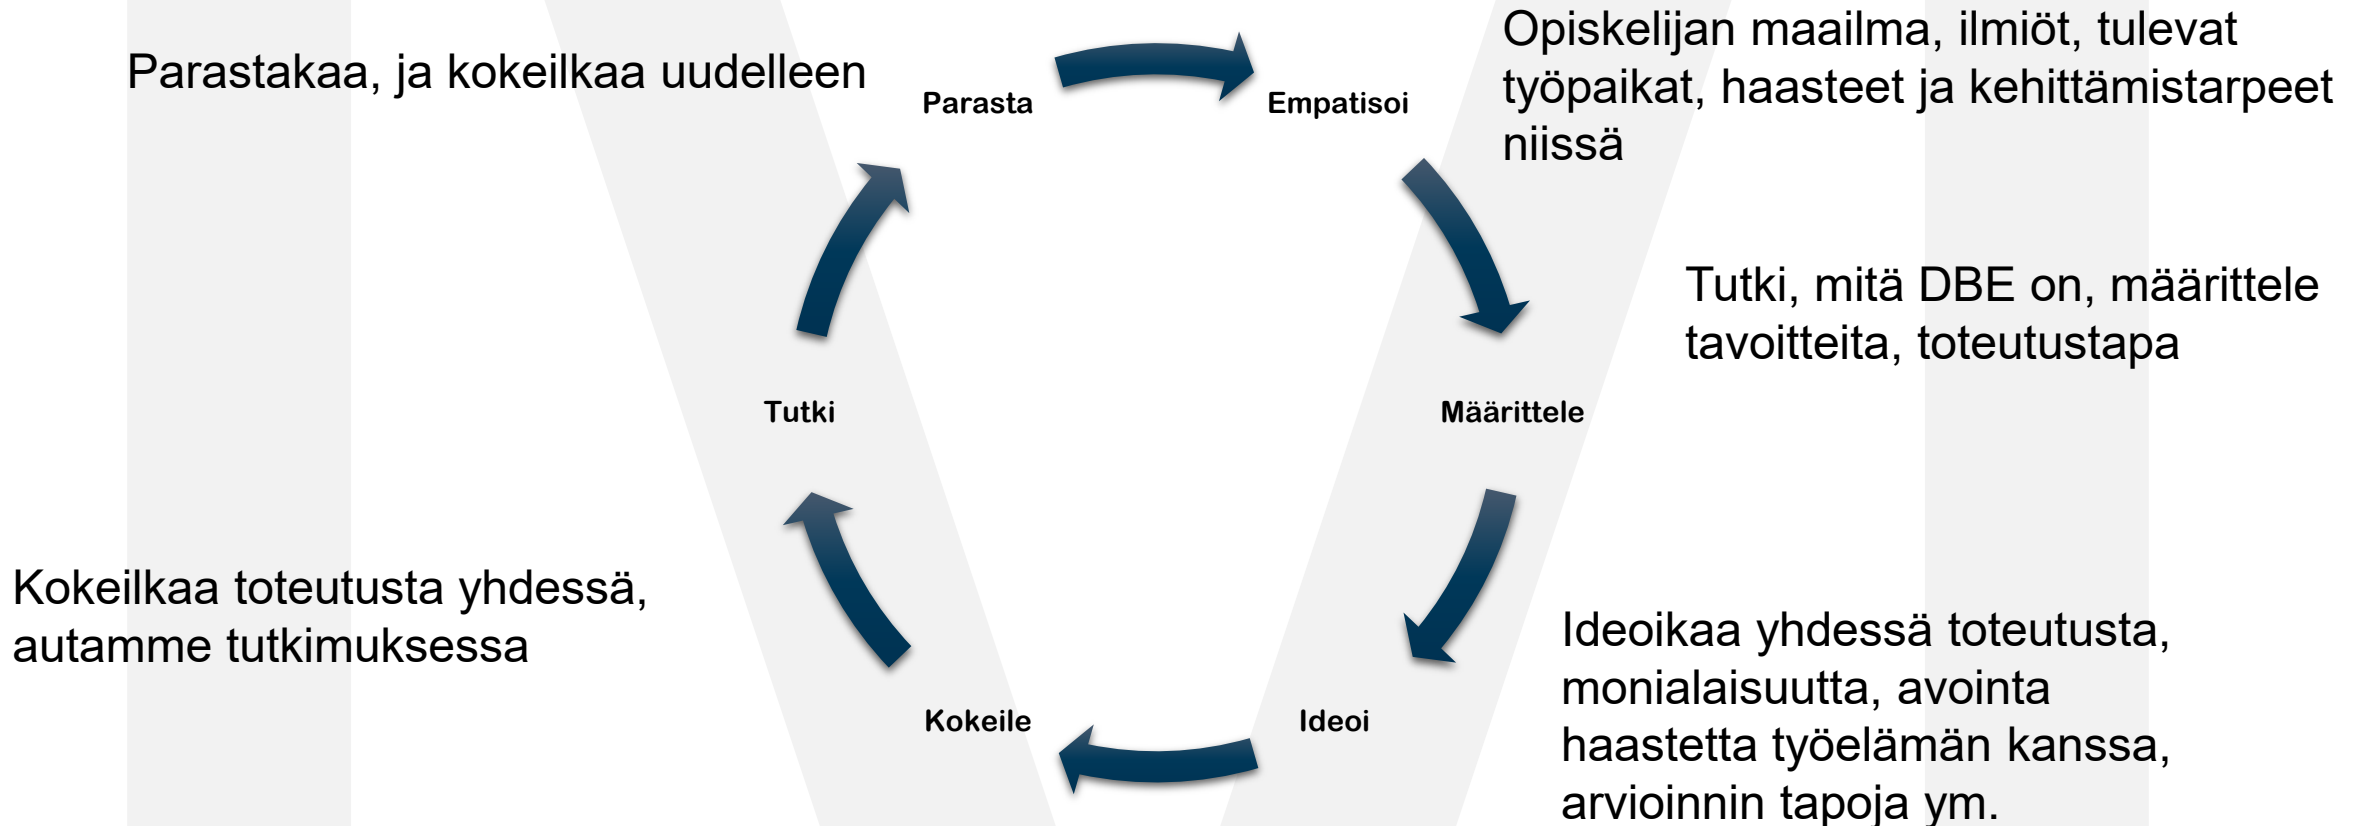 Parastakaa, ja kokeilkaa uudelleen
Parasta
Empatisoi
Opiskelijan maailma, ilmiöt, tulevat
työpaikat, haasteet ja kehittämistarpeet
niissä
Tutki, mitä DBE on, määrittele
tavoitteita, toteutustapa
Tutki
Määrittele
Kokeilkaa toteutusta yhdessä,
autamme tutkimuksessa
Kokeile
Ideoi
Ideoikaa yhdessä toteutusta,
monialaisuutta, avointa
haastetta työelämän kanssa,
arvioinnin tapoja ym.